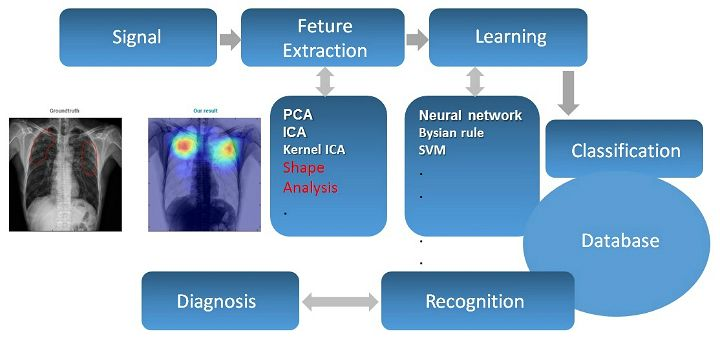 Signal
Feture
Extraction
Learning
Groundtruth
Our result
PCA
ICA
Kernel ICA
Shape
Analysis
.
Neural network
Bysian rule
SVM
.
.
.
.
Classification
Database
Diagnosis
Recognition